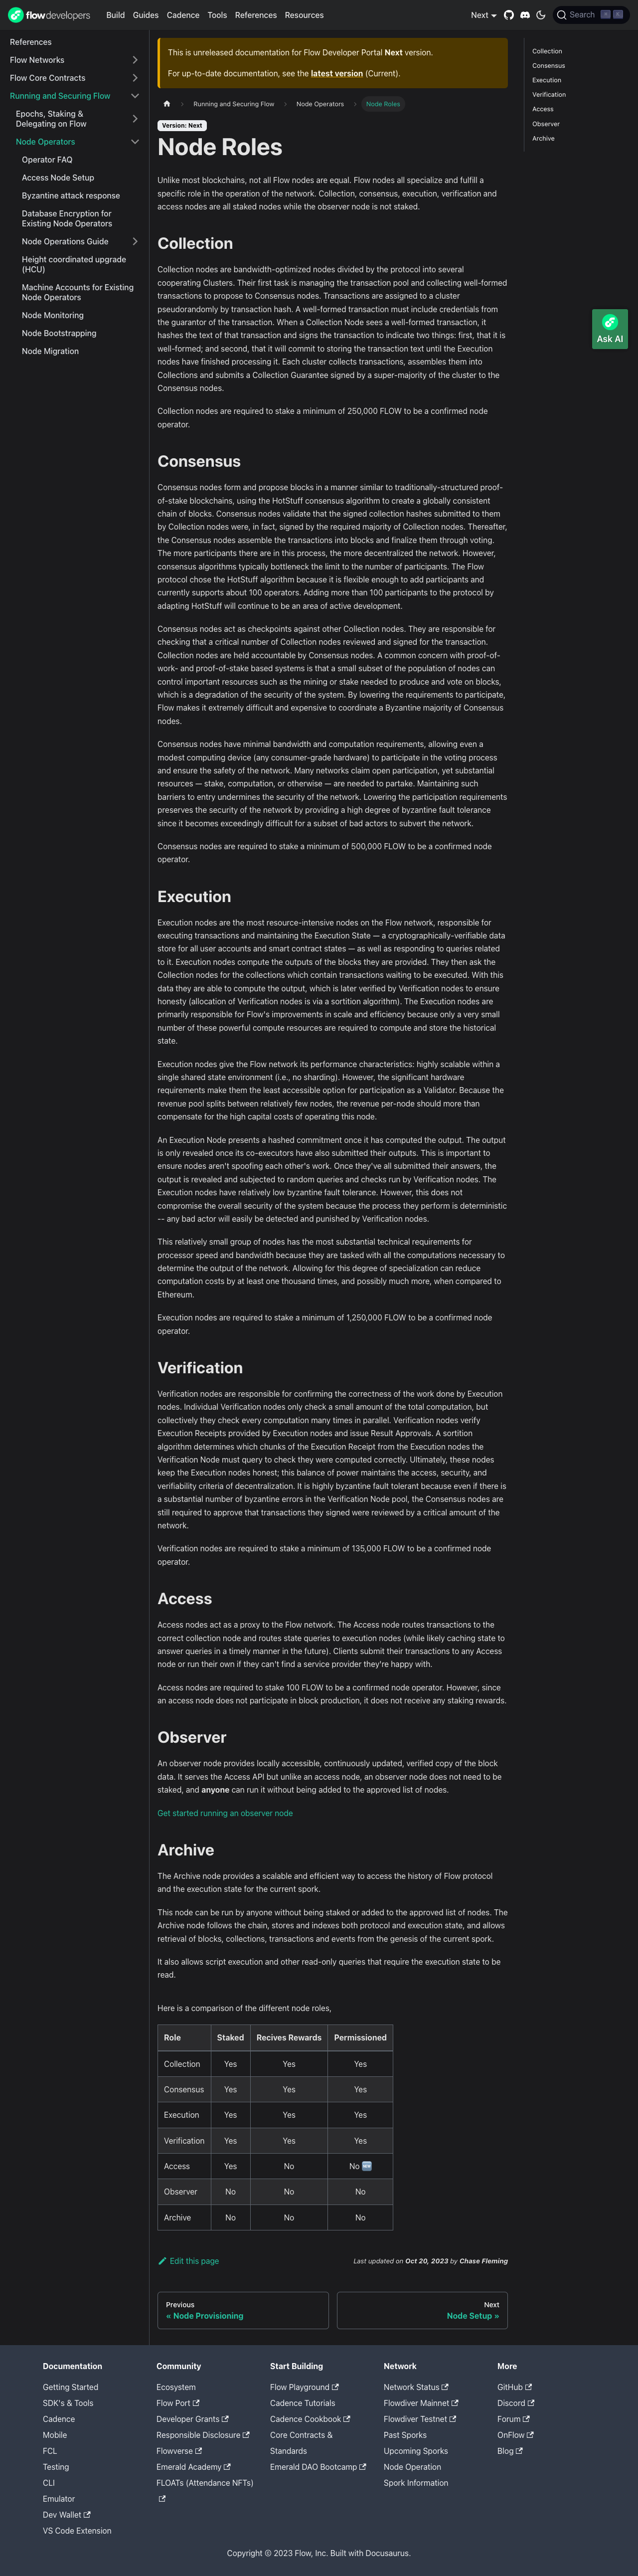 flowdevelopers Build Guides Cadence Tools References Resources Next Search
References
Flow Networks
Flow Core Contracts
Running and Securing Flow
Epochs, Staking &
Delegating on Flow
Node Operators
Operator FAQ
Access Node Setup
Byzantine attack response
Database Encryption for
Existing Node Operators
Node Operations Guide
Height coordinated upgrade
(HCU)
Machine Accounts for Existing
Node Operators
Node Monitoring
Node Bootstrapping
Node Migration
This is unreleased documentation for Flow Developer Portal Next version.
For up-to-date documentation, see the latest version (Current).
Running and Securing Flow > Node Operators > Node Roles
Version: Next
Node Roles
Unlike most blockchains, not all Flow nodes are equal. Flow nodes all specialize and fulfill a
specific role in the operation of the network. Collection, consensus, execution, verification and
access nodes are all staked nodes while the observer node is not staked.
Collection
Collection nodes are bandwidth-optimized nodes divided by the protocol into several
cooperating Clusters. Their first task is managing the transaction pool and collecting well-formed
transactions to propose to Consensus nodes. Transactions are assigned to a cluster
pseudorandomly by transaction hash. A well-formed transaction must include credentials from
the guarantor of the transaction. When a Collection Node sees a well-formed transaction, it
hashes the text of that transaction and signs the transaction to indicate two things: first, that it is
well-formed; and second, that it will commit to storing the transaction text until the Execution
nodes have finished processing it. Each cluster collects transactions, assembles them into
Collections and submits a Collection Guarantee signed by a super-majority of the cluster to the
Consensus nodes.
Collection nodes are required to stake a minimum of 250,000 FLOW to be a confirmed node
operator.
Consensus
Consensus nodes form and propose blocks in a manner similar to traditionally-structured proof-
of-stake blockchains, using the HotStuff consensus algorithm to create a globally consistent
chain of blocks. Consensus nodes validate that the signed collection hashes submitted to them
by Collection nodes were, in fact, signed by the required majority of Collection nodes. Thereafter,
the Consensus nodes assemble the transactions into blocks and finalize them through voting.
The more participants there are in this process, the more decentralized the network. However,
consensus algorithms typically bottleneck the limit to the number of participants. The Flow
protocol chose the HotStuff algorithm because it is flexible enough to add participants and
currently supports about 100 operators. Adding more than 100 participants to the protocol by
adapting HotStuff will continue to be an area of active development.
Consensus nodes act as checkpoints against other Collection nodes. They are responsible for
checking that a critical number of Collection nodes reviewed and signed for the transaction.
Collection nodes are held accountable by Consensus nodes. A common concern with proof-of-
work- and proof-of-stake based systems is that a small subset of the population of nodes can
control important resources such as the mining or stake needed to produce and vote on blocks,
which is a degradation of the security of the system. By lowering the requirements to participate,
Flow makes it extremely difficult and expensive to coordinate a Byzantine majority of Consensus
nodes.
Consensus nodes have minimal bandwidth and computation requirements, allowing even a
modest computing device (any consumer-grade hardware) to participate in the voting process
and ensure the safety of the network. Many networks claim open participation, yet substantial
resources — stake, computation, or otherwise — are needed to partake. Maintaining such
barriers to entry undermines the security of the network. Lowering the participation requirements
preserves the security of the network by providing a high degree of byzantine fault tolerance
since it becomes exceedingly difficult for a subset of bad actors to subvert the network.
Consensus nodes are required to stake a minimum of 500,000 FLOW to be a confirmed node
operator.
Execution
Execution nodes are the most resource-intensive nodes on the Flow network, responsible for
executing transactions and maintaining the Execution State — a cryptographically-verifiable data
store for all user accounts and smart contract states — as well as responding to queries related
to it. Execution nodes compute the outputs of the blocks they are provided. They then ask the
Collection nodes for the collections which contain transactions waiting to be executed. With this
data they are able to compute the output, which is later verified by Verification nodes to ensure
honesty (allocation of Verification nodes is via a sortition algorithm). The Execution nodes are
primarily responsible for Flow's improvements in scale and efficiency because only a very small
number of these powerful compute resources are required to compute and store the historical
state.
Execution nodes give the Flow network its performance characteristics: highly scalable within a
single shared state environment (i.e., no sharding). However, the significant hardware
requirements make them the least accessible option for participation as a Validator. Because the
revenue pool splits between relatively few nodes, the revenue per-node should more than
compensate for the high capital costs of operating this node.
An Execution Node presents a hashed commitment once it has computed the output. The output
is only revealed once its co-executors have also submitted their outputs. This is important to
ensure nodes aren't spoofing each other's work. Once they've all submitted their answers, the
output is revealed and subjected to random queries and checks run by Verification nodes. The
Execution nodes have relatively low byzantine fault tolerance. However, this does not
compromise the overall security of the system because the process they perform is deterministic
-- any bad actor will easily be detected and punished by Verification nodes.
This relatively small group of nodes has the most substantial technical requirements for
processor speed and bandwidth because they are tasked with all the computations necessary to
determine the output of the network. Allowing for this degree of specialization can reduce
computation costs by at least one thousand times, and possibly much more, when compared to
Ethereum.
Execution nodes are required to stake a minimum of 1,250,000 FLOW to be a confirmed node
operator.
Verification
Verification nodes are responsible for confirming the correctness of the work done by Execution
nodes. Individual Verification nodes only check a small amount of the total computation, but
collectively they check every computation many times in parallel. Verification nodes verify
Execution Receipts provided by Execution nodes and issue Result Approvals. A sortition
algorithm determines which chunks of the Execution Receipt from the Execution nodes the
Verification Node must query to check they were computed correctly. Ultimately, these nodes
keep the Execution nodes honest; this balance of power maintains the access, security, and
verifiability criteria of decentralization. It is highly byzantine fault tolerant because even if there is
a substantial number of byzantine errors in the Verification Node pool, the Consensus nodes are
still required to approve that transactions they see are validly signed by a critical amount of the
network.
Verification nodes are required to stake a minimum of 135,000 FLOW to be a confirmed node
operator.
Access
Access nodes act as a proxy to the Flow network. The Access node routes transactions to the
correct collection node and routes state queries to execution nodes (while likely caching state to
answer queries in a timely manner in the future). Clients submit their transactions to any Access
node or run their own if they can't find a service provider they're happy with.
Access nodes are required to stake 100 FLOW to be a confirmed node operator. However, since
an access node does not participate in block production, it does not receive any staking rewards.
Observer
An observer node provides locally accessible, continuously updated, verified copy of the block
data. It serves the Access API but unlike an access node, an observer node does not need to be
staked, and anyone can run it without being added to the approved list of nodes.
Get started running an observer node
Archive
The Archive node provides a scalable and efficient way to access the history of Flow protocol
and the execution state for the current spork.
This node can be run by anyone without being staked or added to the approved list of nodes. The
Archive node follows the chain, stores and indexes both protocol and execution state, and allows
retrieval of blocks, collections, transactions and events from the genesis of current spork.
It also allows script execution and other read-only queries that require the execution state to be
read.
Here is a comparison of the different node roles,
Role Staked Recives Rewards Permissioned
Collection Yes Yes Yes
Consensus Yes Yes Yes
Execution Yes Yes Yes
Verification Yes Yes Yes
Access Yes No No 🆕
Observer No No No
Archive No No No
Edit this page
Last updated on Oct 20, 2023 by Chase Fleming
Previous
« Node Provisioning
Next
Node Setup »
Collection
Consensus
Execution
Verification
Access
Observer
Archive
Ask AI
Documentation
Getting Started
SDK's & Tools
Cadence
Mobile
FCL
Testing
CLI
Emulator
Dev Wallet
VS Code Extension
Community
Ecosystem
Flow Port
Developer Grants
Responsible Disclosure
Flowverse
Emerald Academy
FLOATs (Attendance NFTs)
Start Building
Flow Playground
Cadence Tutorials
Cadence Cookbook
Core Contracts &
Standards
Emerald DAO Bootcamp
Network
Network Status
Flowdiver Mainnet
Flowdiver Testnet
Past Sporks
Upcoming Sporks
Node Operation
Spork Information
More
GitHub
Discord
Forum
OnFlow
Blog
Copyright © 2023 Flow, Inc. Built with Docusaurus.